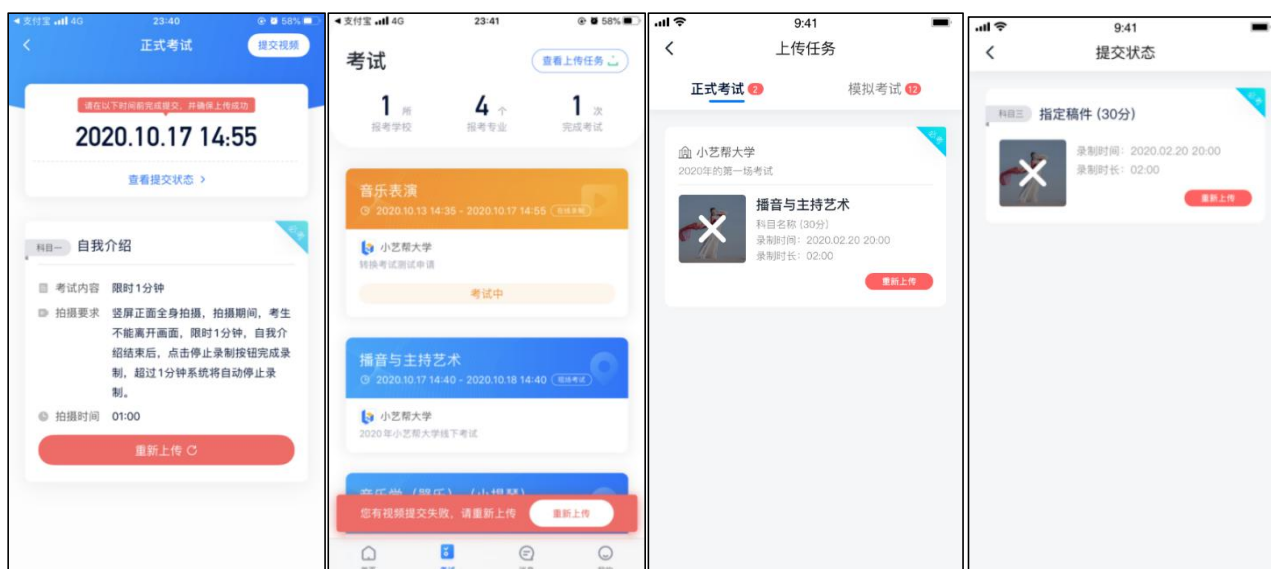 支付宝 4G 23:40 58%
正式考试 提交视频
请在以下时间前完成提交，并确保上传成功
2020.10.17 14:55
查看提交状态
必考
科目一 自我介绍
考试内容 限时1分钟
拍摄要求 竖屏正面全身拍摄，拍摄期间，考生
不能离开画面，限时1分钟，自我介
绍结束后，点击停止录制按钮完成录
制，超过1分钟系统将自动停止录
制。
拍摄时间 01:00
重新上传
支付宝 4G 23:41 58%
考试 查看上传任务
1 所 4 个 1 次
报考学校 报考专业 完成考试
音乐表演
2020.10.13 14:35 - 2020.10.17 14:55
小艺帮大学
转换考试测试申请
考试中
播音与主持艺术
2020.10.17 14:40 - 2020.10.18 14:40 现场考试
小艺帮大学
2020年小艺帮大学线下考试
音乐学（器乐）（小提琴）
您有视频提交失败，请重新上传 重新上传
9:41
上传任务
正式考试 2 模拟考试 12
必考
小艺帮大学
2020年的第一场考试
播音与主持艺术
科目名称 (30分)
录制时间：2020.02.20 20:00
录制时长：02:00
重新上传
9:41
提交状态
必考
科目三 指定稿件 (30分)
录制时间：2020.02.20 20:00
录制时长：02:00
重新上传